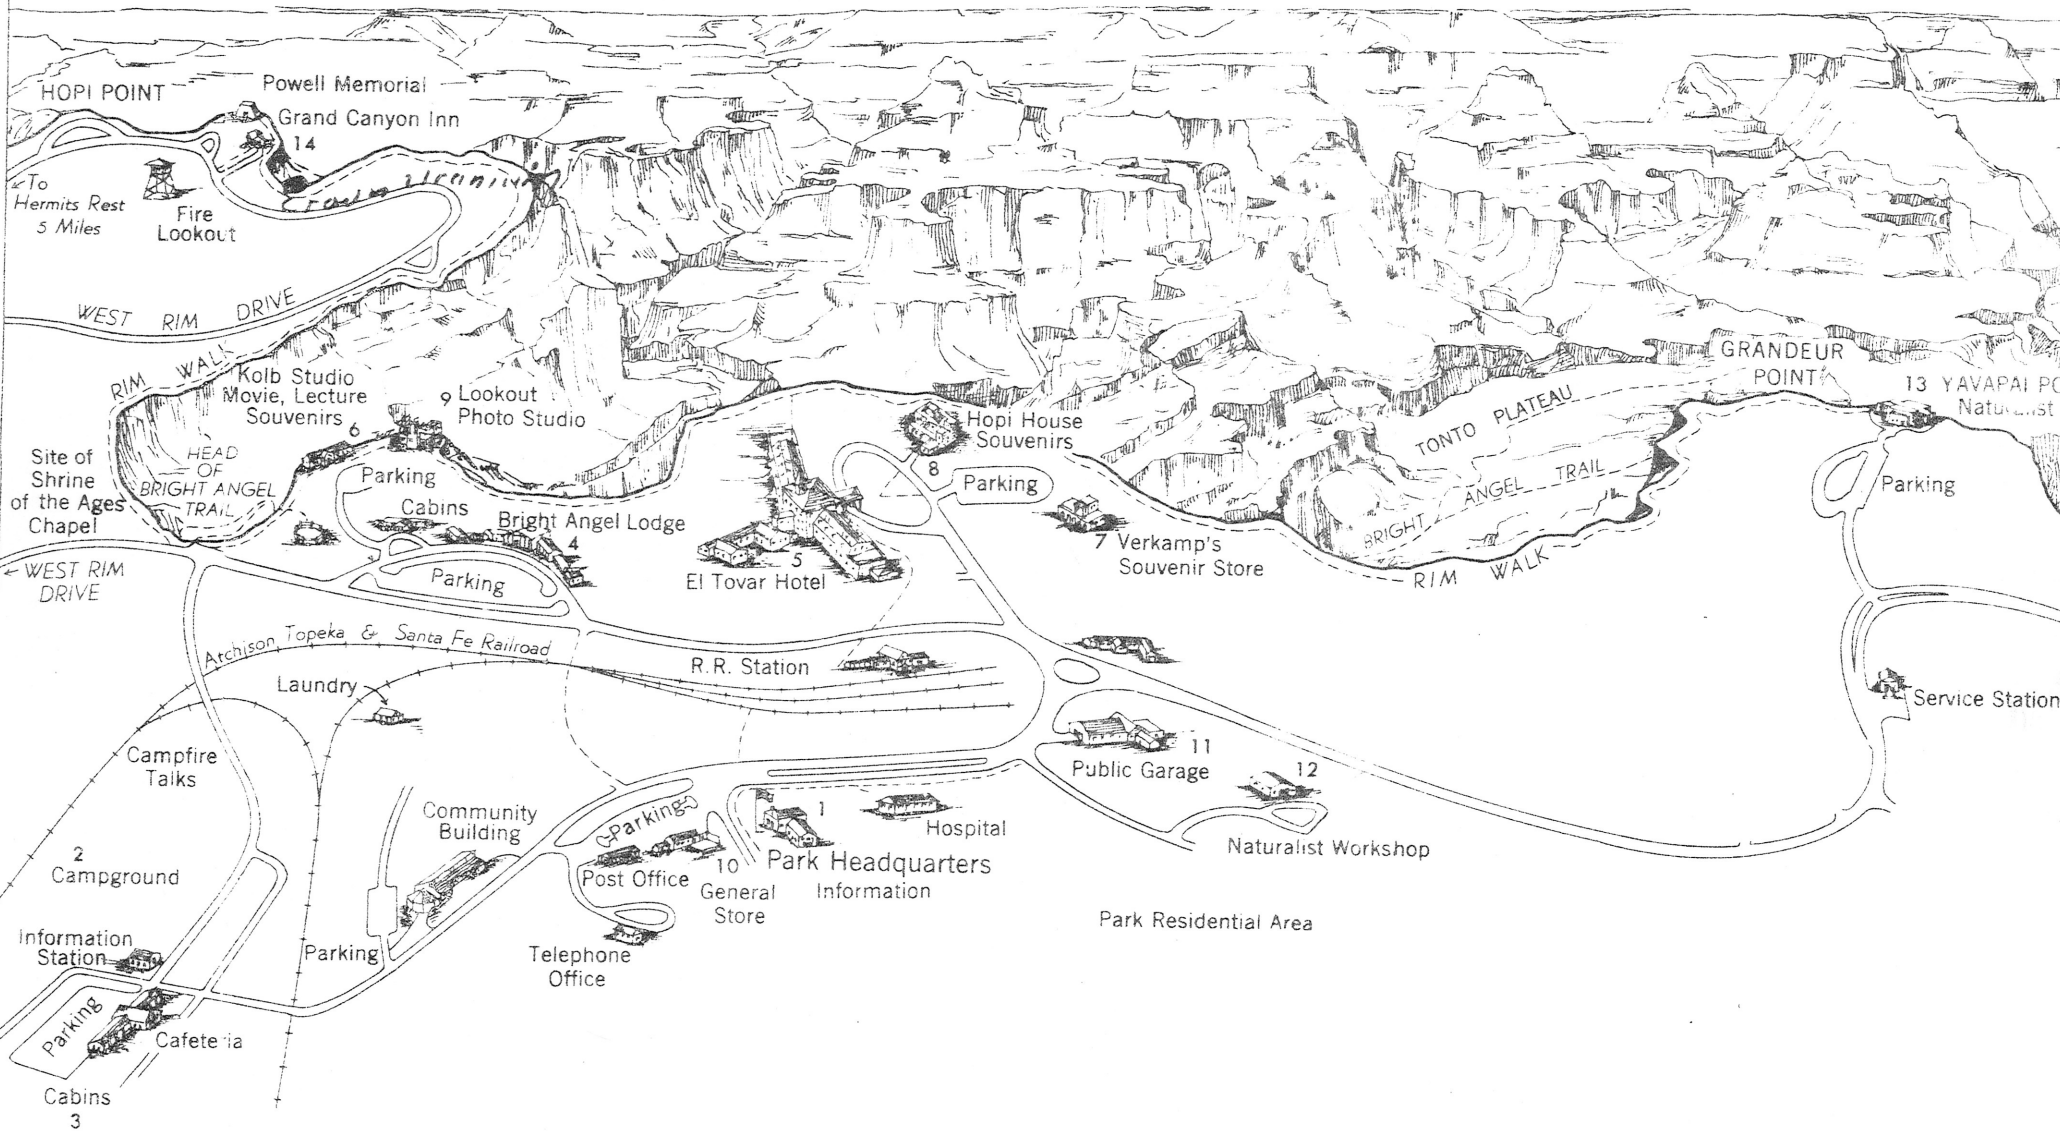 HOPI POINT
Powell Memorial
Grand Canyon Inn
14
To
Hermits Rest
5 Miles
Fire
Lookout
WEST RIM DRIVE
RIM WALK
Kolb Studio
Movie, Lecture
Souvenirs
6
9 Lookout
Photo Studio
Site of
Shrine
of the Ages
Chapel
HEAD
OF
BRIGHT ANGEL
TRAIL
Parking
Cabins
Bright Angel Lodge
4
Parking
WEST RIM
DRIVE
5
El Tovar Hotel
Hopi House
Souvenirs
8
Parking
7 Verkamp's
Souvenir Store
TONTO PLATEAU
BRIGHT ANGEL TRAIL
RIM WALK
GRANDEUR
POINT
13 YAVAPAI PO
Parking
Service Station
Atchison, Topeka & Santa Fe Railroad
R.R. Station
Laundry
Campfire
Talks
2
Campground
Information
Station
Parking
Cafeteria
Cabins
3
Community
Building
Parking
Parking
Post Office
10
General
Store
1
Park Headquarters
Information
Hospital
Telephone
Office
11
Public Garage
12
Naturalist Workshop
Park Residential Area